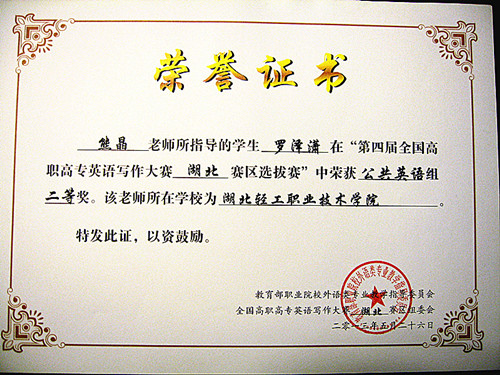 荣誉证书
熊晶 老师所指导的学生 罗泽潇 在“第四届全国高
职高专英语写作大赛 湖北 赛区选拔赛”中荣获 公共英语组
二等奖。该老师所在学校为 湖北轻工职业技术学院 。
特发此证，以资鼓励。
教育部职业院校外语类专业教学指导委员会
全国高职高专英语写作大赛 湖北 赛区组委会
二〇一三年五月二十六日